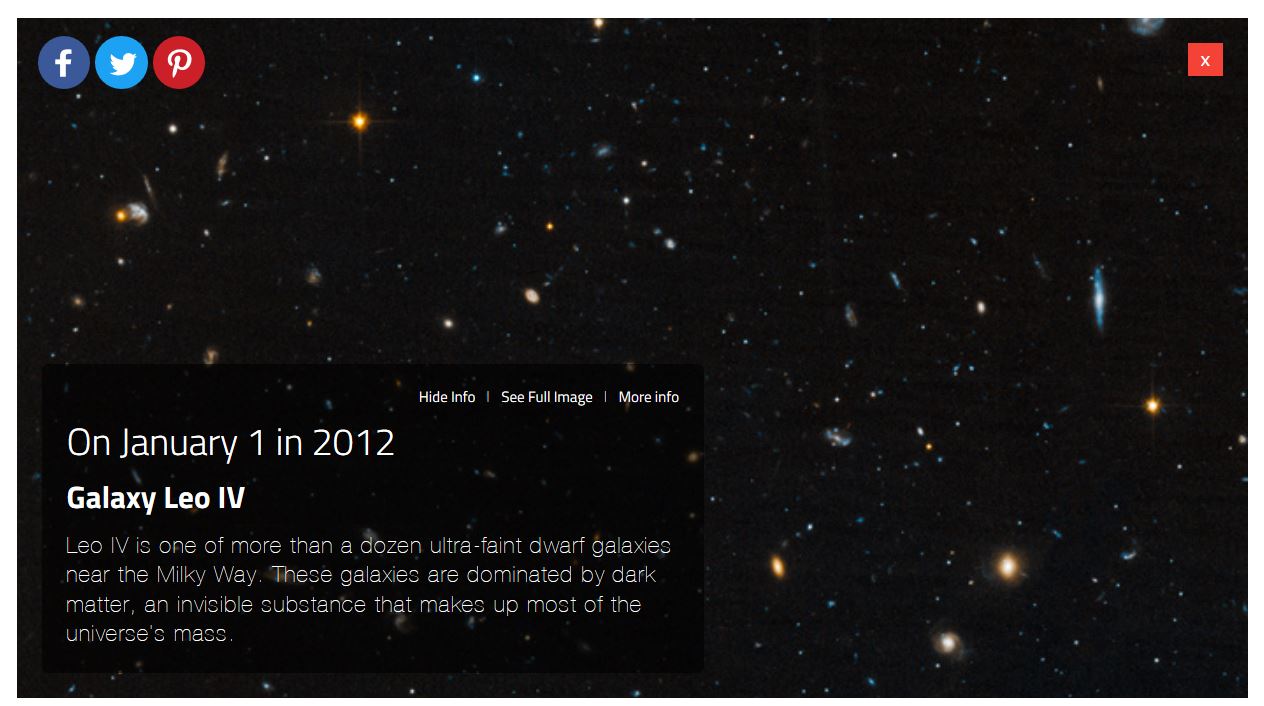 x
Hide Info | See Full Image | More info
On January 1 in 2012
Galaxy Leo IV
Leo IV is one of more than a dozen ultra-faint dwarf galaxies
near the Milky Way. These galaxies are dominated by dark
matter, an invisible substance that makes up most of the
universe's mass.